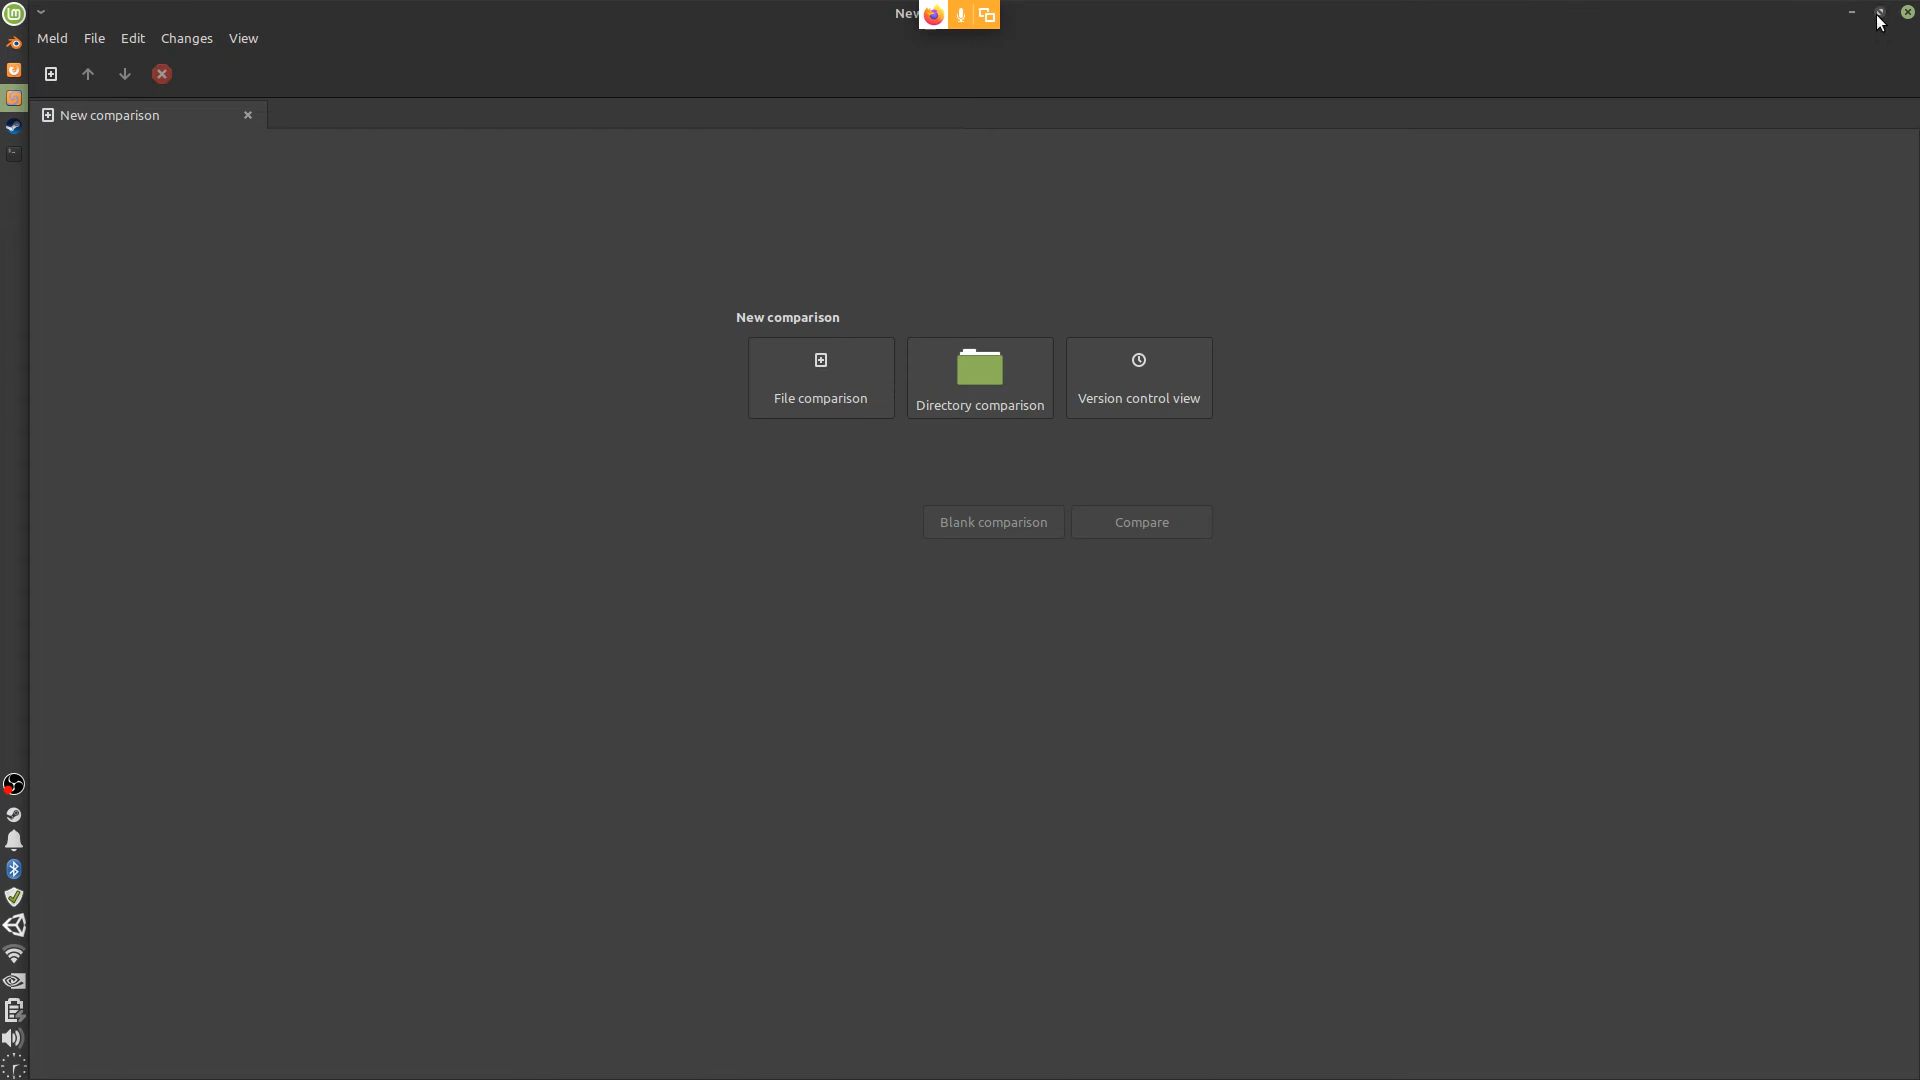 New
Meld File Edit Changes View
New comparison
New comparison
File comparison Directory comparison Version control view
Blank comparison Compare